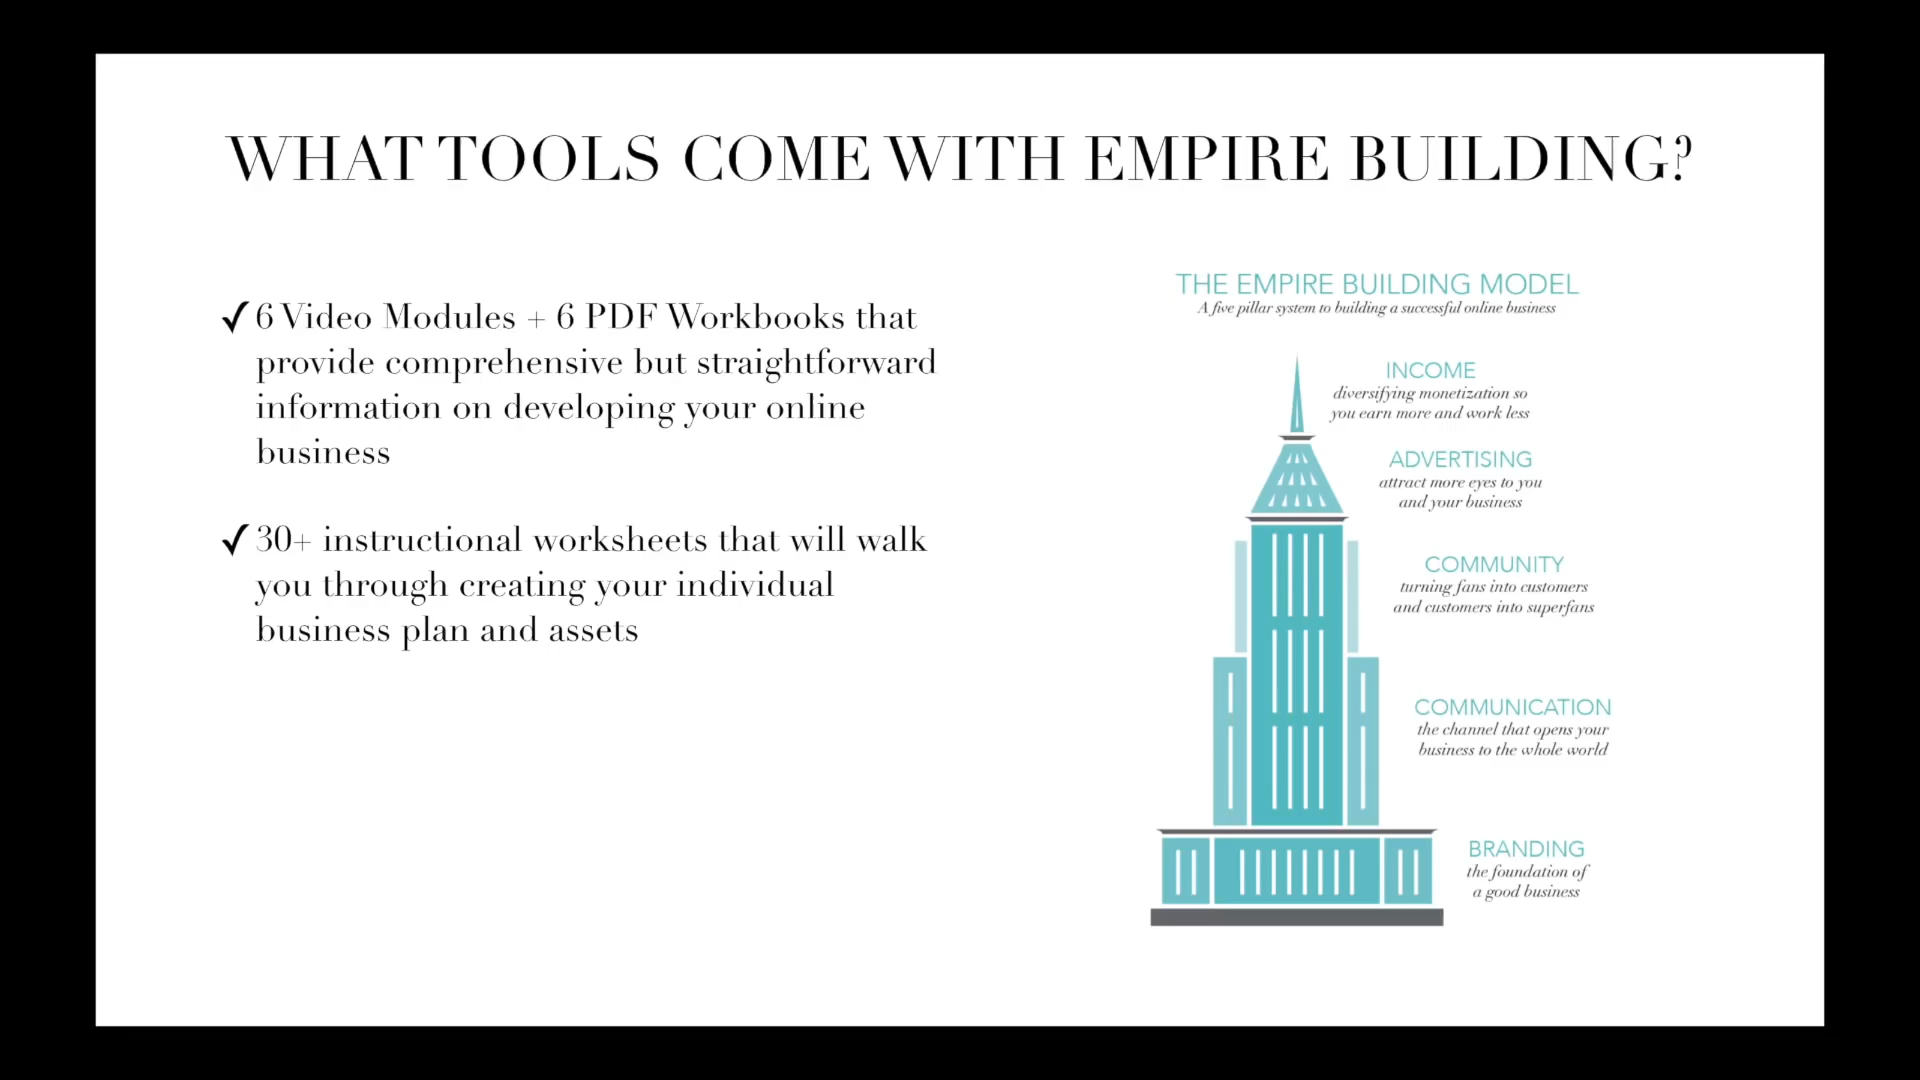 WHAT TOOLS COME WITH EMPIRE BUILDING?
✓ 6 Video Modules + 6 PDF Workbooks that
provide comprehensive but straightforward
information on developing your online
business
✓ 30+ instructional worksheets that will walk
you through creating your individual
business plan and assets
THE EMPIRE BUILDING MODEL
A five pillar system to building a successful online business
INCOME
diversifying monetization so
you earn more and work less
ADVERTISING
attract more eyes to you
and your business
COMMUNITY
turning fans into customers
and customers into superfans
COMMUNICATION
the channel that opens your
business to the whole world
BRANDING
the foundation of
a good business